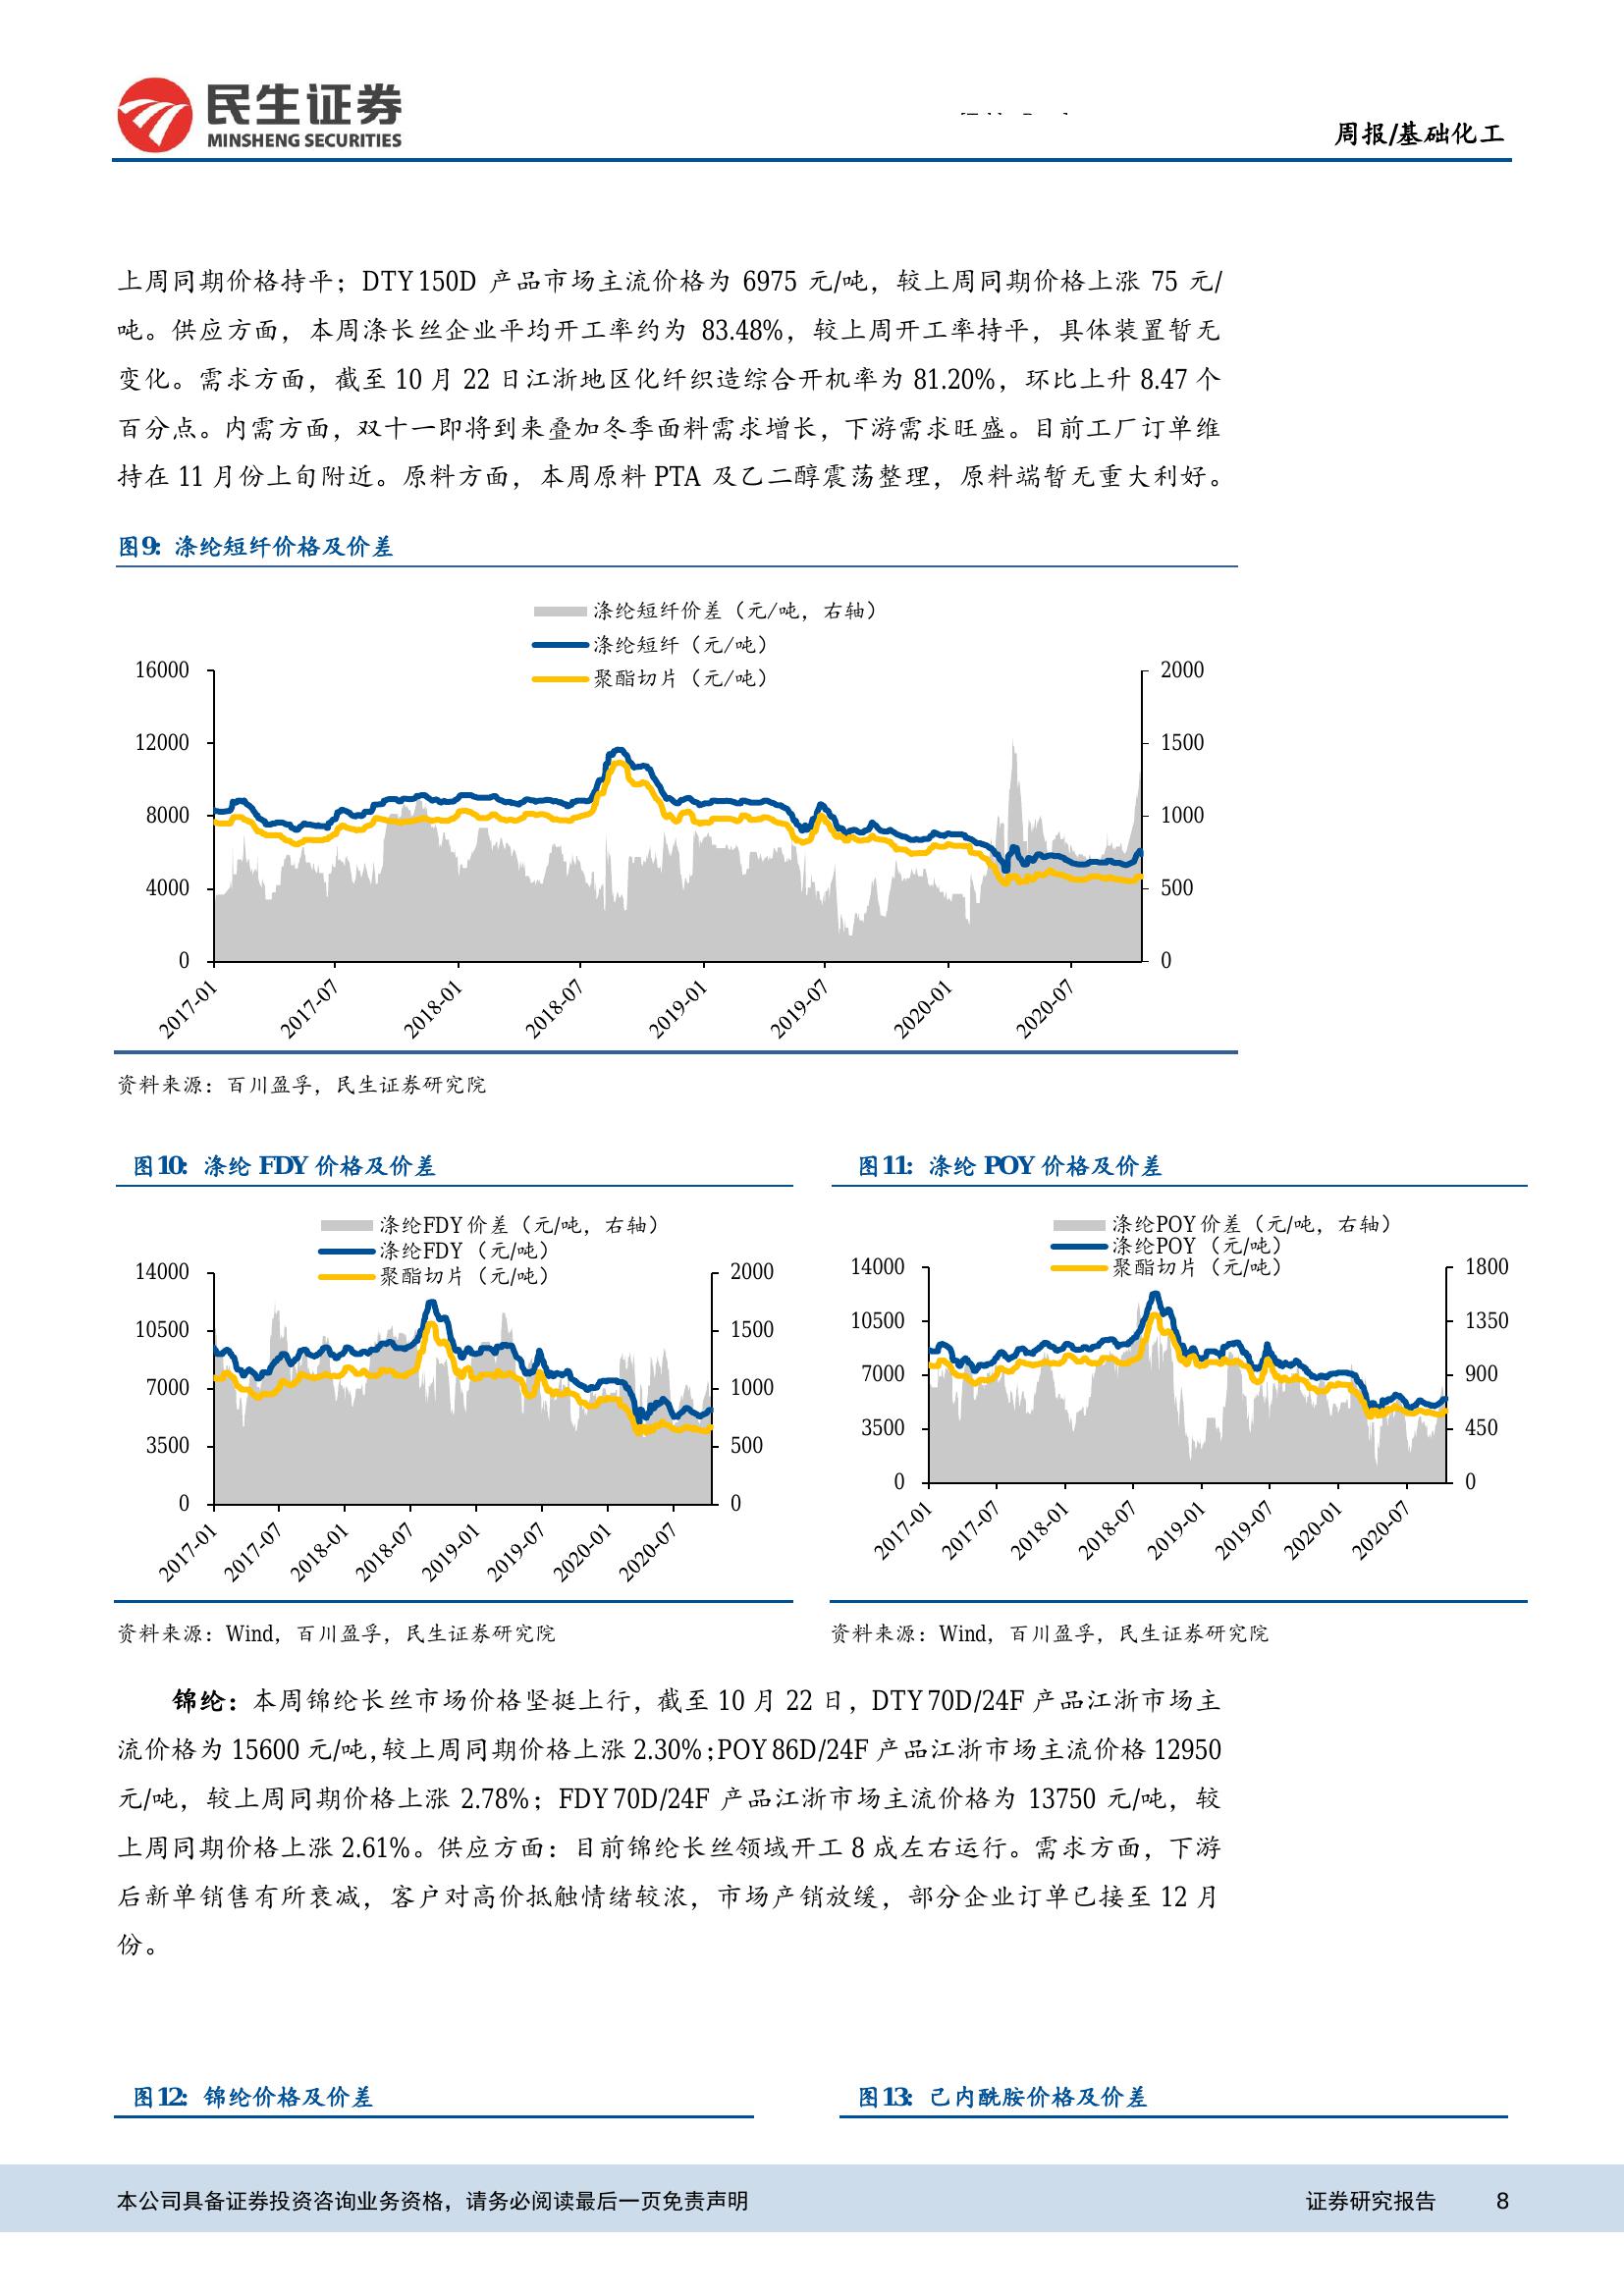 民生证券
MINSHENG SECURITIES
周报/基础化工
上周同期价格持平；DTY 150D 产品市场主流价格为 6975 元/吨，较上周同期价格上涨 75 元/
吨。供应方面，本周涤长丝企业平均开工率约为 83.48%，较上周开工率持平，具体装置暂无
变化。需求方面，截至 10 月 22 日江浙地区化纤织造综合开机率为 81.20%，环比上升 8.47 个
百分点。内需方面，双十一即将到来叠加冬季面料需求增长，下游需求旺盛。目前工厂订单维
持在 11 月份上旬附近。原料方面，本周原料 PTA 及乙二醇震荡整理，原料端暂无重大利好。
图9: 涤纶短纤价格及价差
涤纶短纤价差（元/吨，右轴）
涤纶短纤（元/吨）
聚酯切片（元/吨）
16000
12000
8000
4000
0
2000
1500
1000
500
0
2017-01
2017-07
2018-01
2018-07
2019-01
2019-07
2020-01
2020-07
资料来源：百川盈孚，民生证券研究院
图10: 涤纶 FDY 价格及价差
涤纶FDY价差（元/吨，右轴）
涤纶FDY（元/吨）
聚酯切片（元/吨）
14000
10500
7000
3500
0
2000
1500
1000
500
0
2017-01
2017-07
2018-01
2018-07
2019-01
2019-07
2020-01
2020-07
资料来源：Wind，百川盈孚，民生证券研究院
图11: 涤纶 POY 价格及价差
涤纶POY价差（元/吨，右轴）
涤纶POY（元/吨）
聚酯切片（元/吨）
14000
10500
7000
3500
0
1800
1350
900
450
0
2017-01
2017-07
2018-01
2018-07
2019-01
2019-07
2020-01
2020-07
资料来源：Wind，百川盈孚，民生证券研究院
锦纶：本周锦纶长丝市场价格坚挺上行，截至 10 月 22 日，DTY 70D/24F 产品江浙市场主
流价格为 15600 元/吨,较上周同期价格上涨 2.30%；POY 86D/24F 产品江浙市场主流价格 12950
元/吨，较上周同期价格上涨 2.78%；FDY 70D/24F 产品江浙市场主流价格为 13750 元/吨，较
上周同期价格上涨 2.61%。供应方面：目前锦纶长丝领域开工 8 成左右运行。需求方面，下游
后新单销售有所衰减，客户对高价抵触情绪较浓，市场产销放缓，部分企业订单已接至 12 月
份。
图12: 锦纶价格及价差
图13: 己内酰胺价格及价差
本公司具备证券投资咨询业务资格，请务必阅读最后一页免责声明
证券研究报告
8